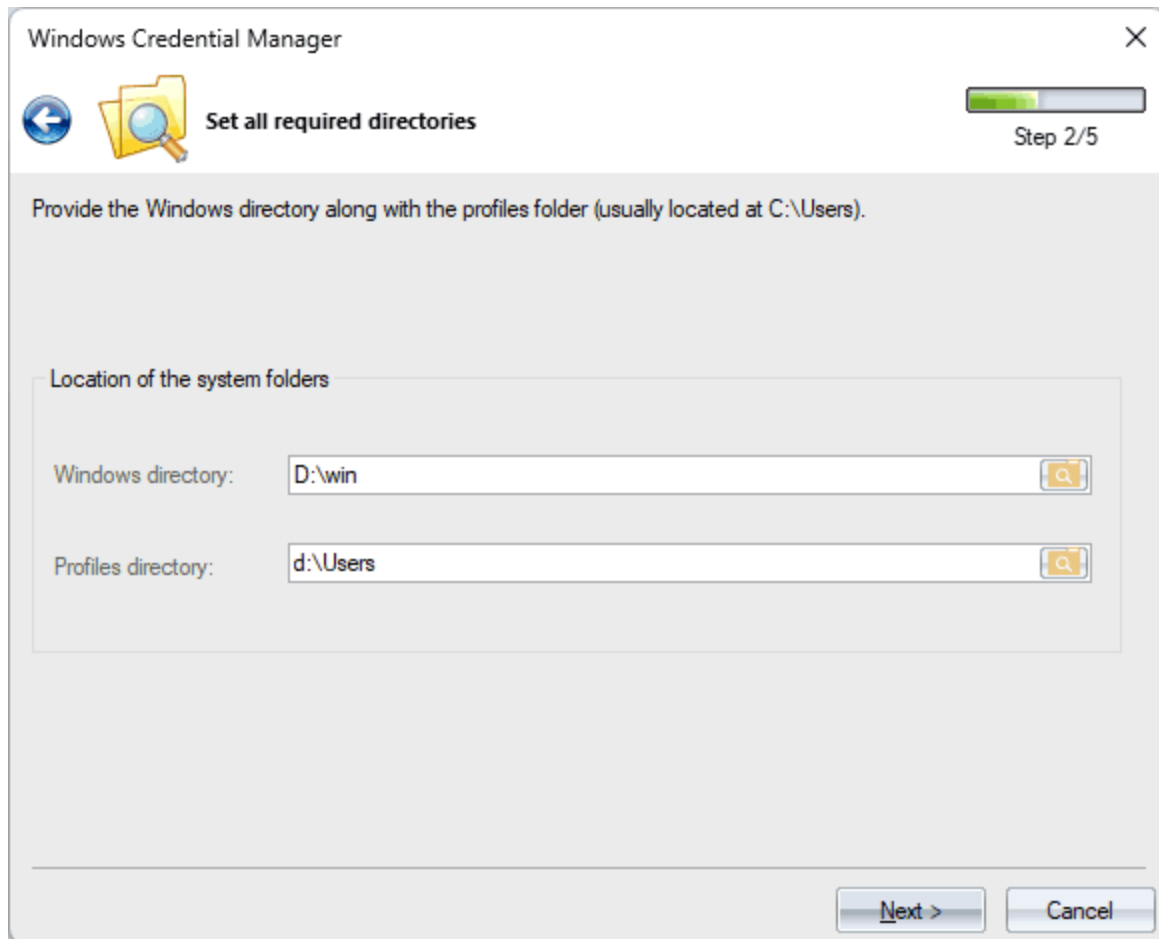 Windows Credential Manager
Set all required directories
Step 2/5
Provide the Windows directory along with the profiles folder (usually located at C:\Users).
Location of the system folders
Windows directory: D:\win
Profiles directory: d:\Users
Next >
Cancel